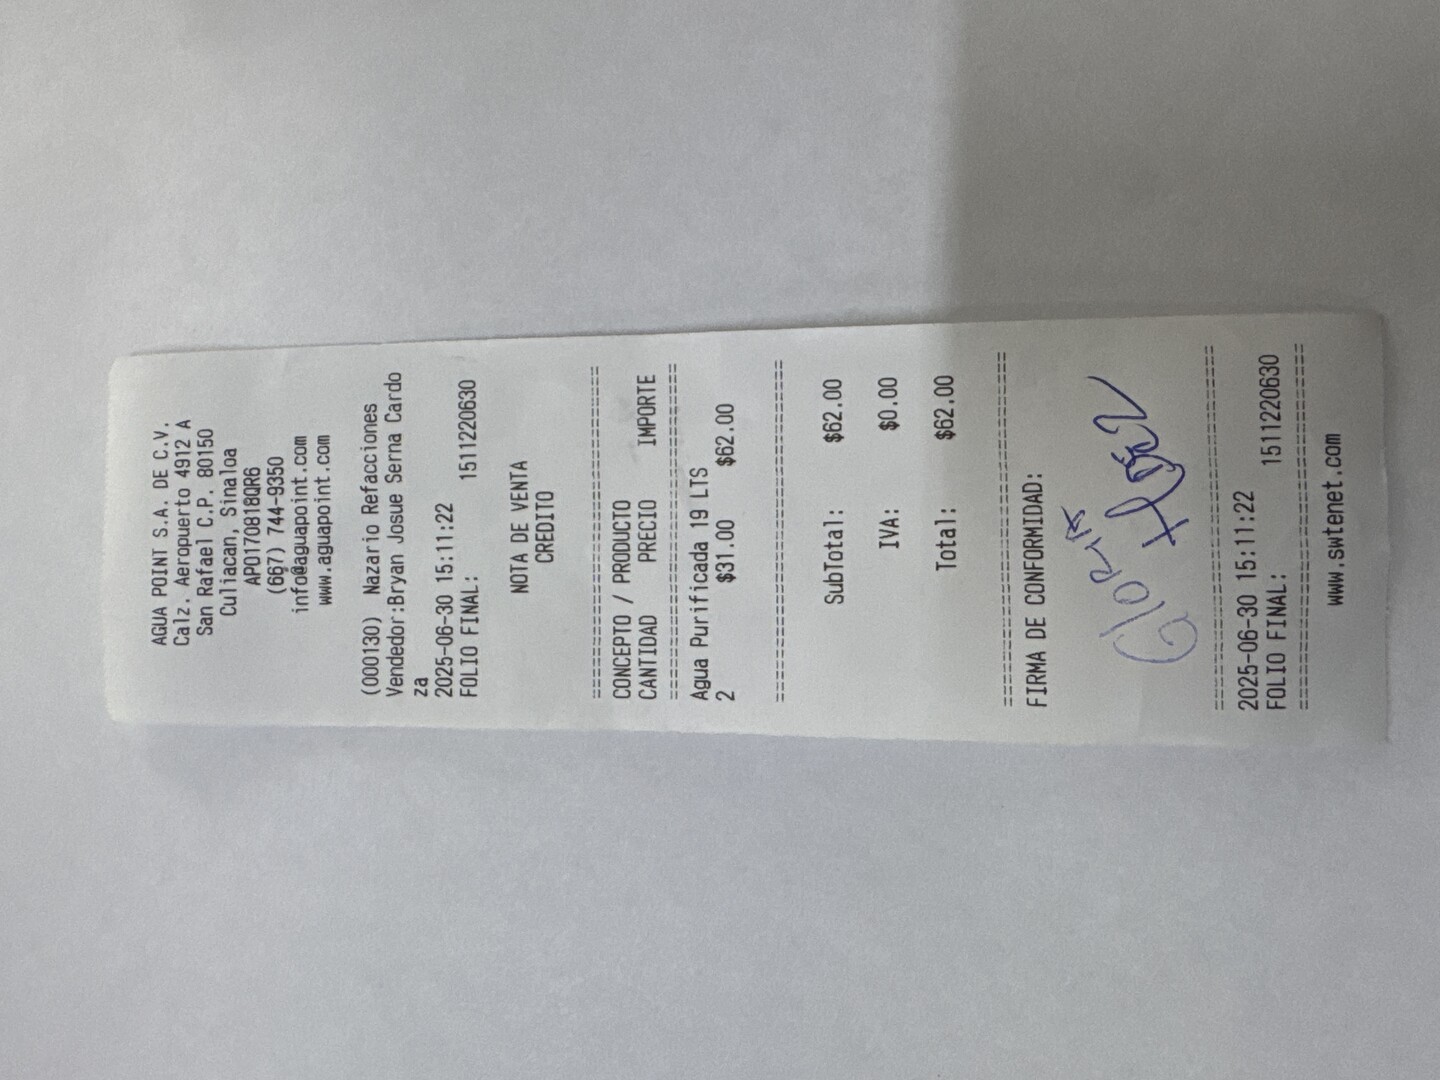 AGUA POINT S.A. DE C.V.
Calz. Aeropuerto 4912 A
San Rafael C.P. 80150
Culiacan, Sinaloa
APO170818QR6
(667) 744-9350
info@aguapoint.com
www.aguapoint.com
(000130) Nazario Refacciones
Vendedor:Bryan Josue Serna Cardo
za
2025-06-30 15:11:22
FOLIO FINAL: 1511220630
NOTA DE VENTA
CREDITO
================================
CONCEPTO / PRODUCTO
CANTIDAD PRECIO IMPORTE
================================
Agua Purificada 19 LTS
2 $31.00 $62.00
================================
SubTotal: $62.00
IVA: $0.00
Total: $62.00
================================
FIRMA DE CONFORMIDAD:
Gloria
================================
2025-06-30 15:11:22
FOLIO FINAL: 1511220630
================================
www.swtenet.com